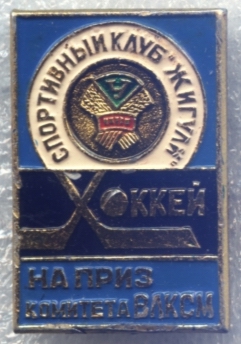 СПОРТИВНЫЙ КЛУБ "ЖИГУЛИ"
ХОККЕЙ
НА ПРИЗ
КОМИТЕТА ВЛКСМ